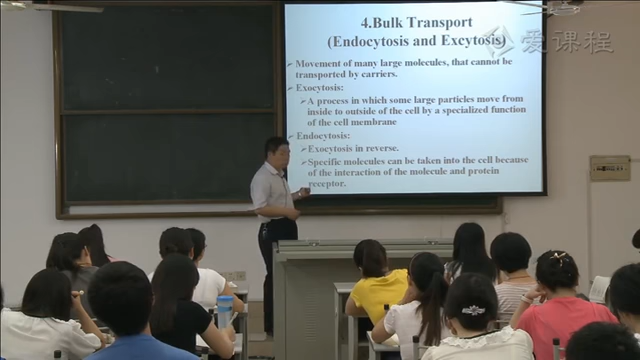 4.Bulk Transport
(Endocytosis and Excytosis)
爱课程
Movement of many large molecules, that cannot be
transported by carriers.
Exocytosis:
A process in which some large particles move from
inside to outside of the cell by a specialized function
of the cell membrane
Endocytosis:
Exocytosis in reverse.
Specific molecules can be taken into the cell because
of the interaction of the molecule and protein
receptor.